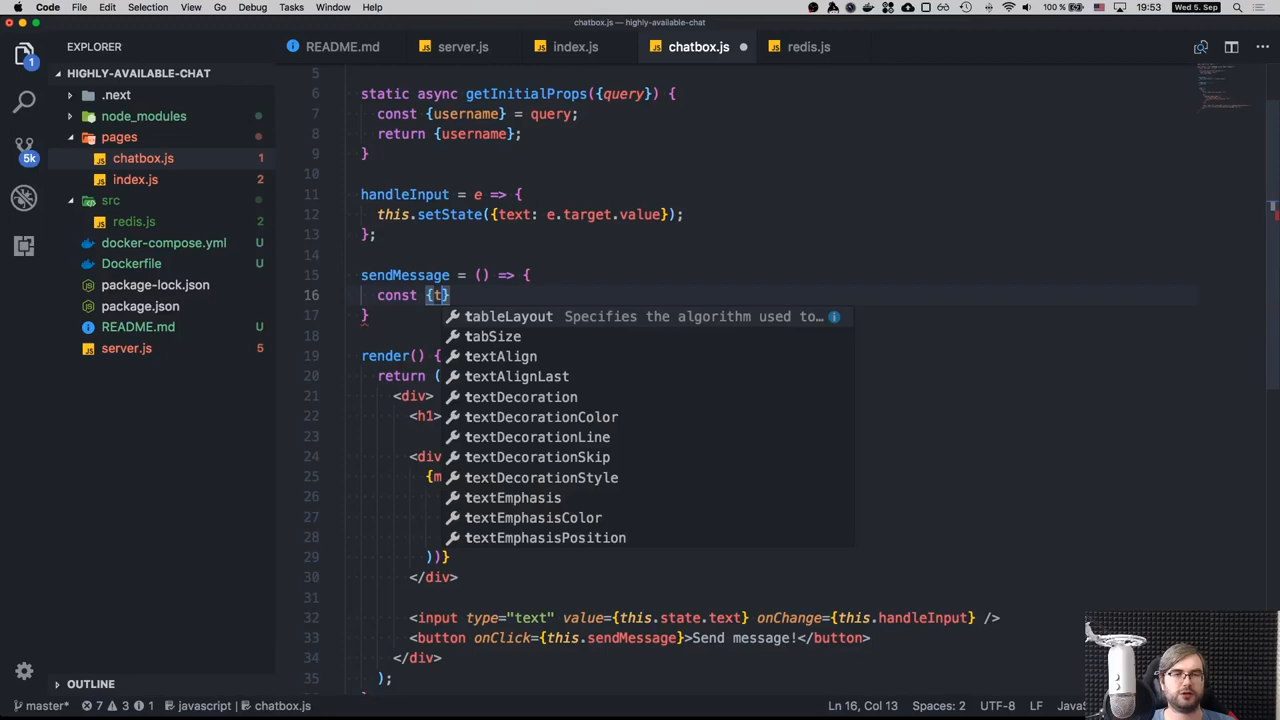 Code File Edit Selection View Go Debug Tasks Window Help 100 % 19:53 Wed 5. Sep
chatbox.js — highly-available-chat
EXPLORER
README.md server.js index.js chatbox.js redis.js
1
HIGHLY-AVAILABLE-CHAT
.next
node_modules
pages
5k
chatbox.js 1
index.js 2
src
redis.js 2
docker-compose.yml U
Dockerfile U
package-lock.json
package.json
README.md U
server.js 5
OUTLINE
5
6 static async getInitialProps({query}) {
7 const {username} = query;
8 return {username};
9 }
10
11 handleInput = e => {
12 this.setState({text: e.target.value});
13 };
14
15 sendMessage = () => {
16 const {t}
17 }
18
19 render() {
20 return (
21 <div>
22 <h1>
23
24 <div
25 {m
26
27
28
29 ))}
30 </div>
31
32 <input type="text" value={this.state.text} onChange={this.handleInput} />
33 <button onClick={this.sendMessage}>Send message!</button>
34 </div>
35 );
tableLayout Specifies the algorithm used to…
tabSize
textAlign
textAlignLast
textDecoration
textDecorationColor
textDecorationLine
textDecorationSkip
textDecorationStyle
textEmphasis
textEmphasisColor
textEmphasisPosition
master* 7 3 1 javascript chatbox.js Ln 16, Col 13 Spaces: 2 UTF-8 LF JavaS